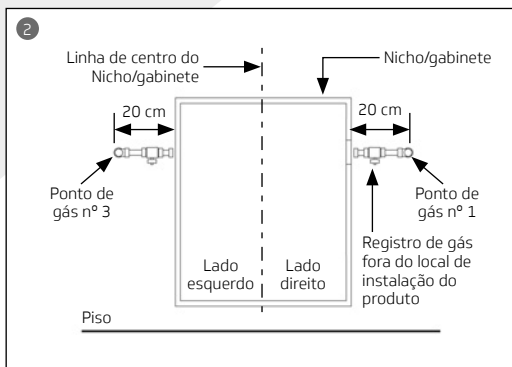 2
Linha de centro do
Nicho/gabinete
Nicho/gabinete
20 cm
20 cm
Ponto de
gás nº 3
Ponto de
gás nº 1
Registro de gás
fora do local de
instalação do
produto
Lado
esquerdo
Lado
direito
Piso